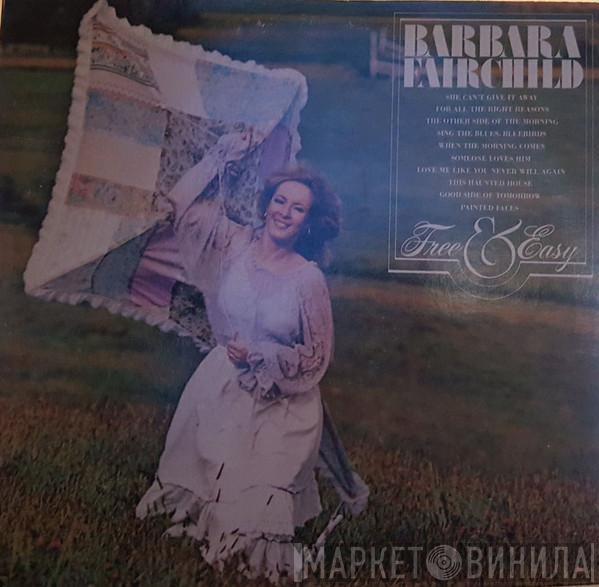 BARBARA
FAIRCHILD
SHE CAN'T GIVE IT AWAY
FOR ALL THE RIGHT REASONS
THE OTHER SIDE OF THE MORNING
SING THE BLUES, BLUEBIRDS
WHEN THE MORNING COMES
SOMEONE LOVES HIM
LOVE ME LIKE YOU NEVER WILL AGAIN
THIS HAUNTED HOUSE
GOOD SIDE OF TOMORROW
PAINTED FACES
Free & Easy
МАРКЕТ ВИНИЛА